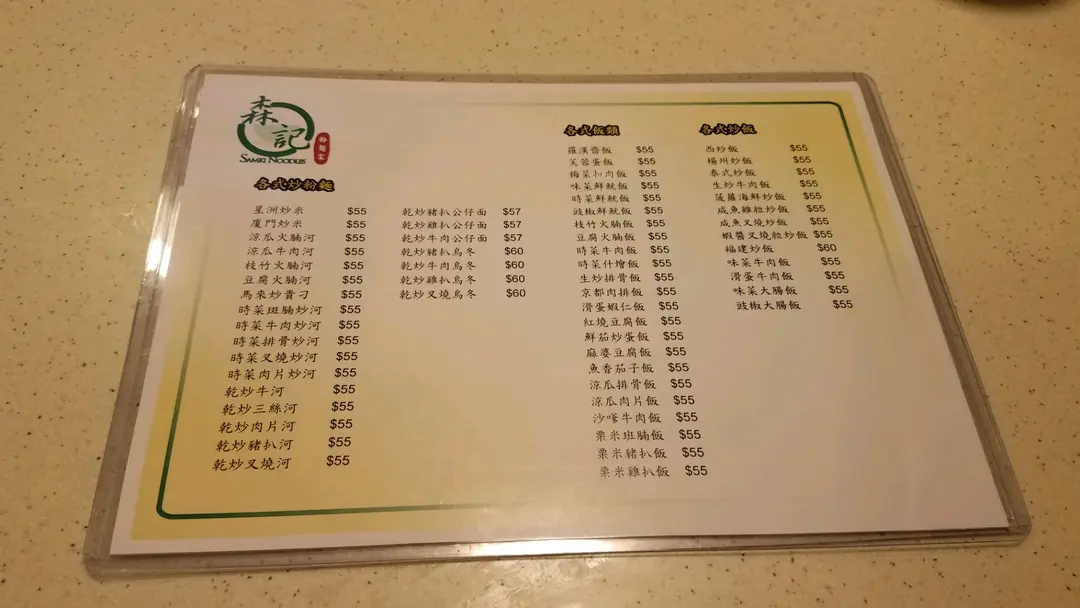 森記
粉麵家
SAMKI NOODLES
各式炒粉麵
星洲炒米 $55
廈門炒米 $55
涼瓜火腩河 $55
涼瓜牛肉河 $55
枝竹火腩河 $55
豆腐火腩河 $55
馬來炒貴刁 $55
時菜斑腩炒河 $55
時菜牛肉炒河 $55
時菜排骨炒河 $55
時菜叉燒炒河 $55
時菜肉片炒河 $55
乾炒牛河 $55
乾炒三絲河 $55
乾炒肉片河 $55
乾炒豬扒河 $55
乾炒叉燒河 $55
乾炒豬扒公仔面 $57
乾炒雞扒公仔面 $57
乾炒牛肉公仔面 $57
乾炒豬扒烏冬 $60
乾炒牛肉烏冬 $60
乾炒雞扒烏冬 $60
乾炒叉燒烏冬 $60
各式飯類
羅漢齋飯 $55
芙蓉蛋飯 $55
梅菜扣肉飯 $55
味菜鮮魷飯 $55
時菜鮮魷飯 $55
豉椒鮮魷飯 $55
枝竹火腩飯 $55
豆腐火腩飯 $55
時菜牛肉飯 $55
時菜什燴飯 $55
生炒排骨飯 $55
京都肉排飯 $55
滑蛋蝦仁飯 $55
紅燒豆腐飯 $55
鮮茄炒蛋飯 $55
麻婆豆腐飯 $55
魚香茄子飯 $55
涼瓜排骨飯 $55
涼瓜肉片飯 $55
沙嗲牛肉飯 $55
粟米班腩飯 $55
粟米豬扒飯 $55
粟米雞扒飯 $55
各式炒飯
西炒飯 $55
楊州炒飯 $55
泰式炒飯 $55
生炒牛肉飯 $55
菠蘿海鮮炒飯 $55
咸魚雞粒炒飯 $55
咸魚叉燒炒飯 $55
蝦醬叉燒粒炒飯 $55
福建炒飯 $60
味菜牛肉飯 $55
滑蛋牛肉飯 $55
味菜大腸飯 $55
豉椒大腸飯 $55